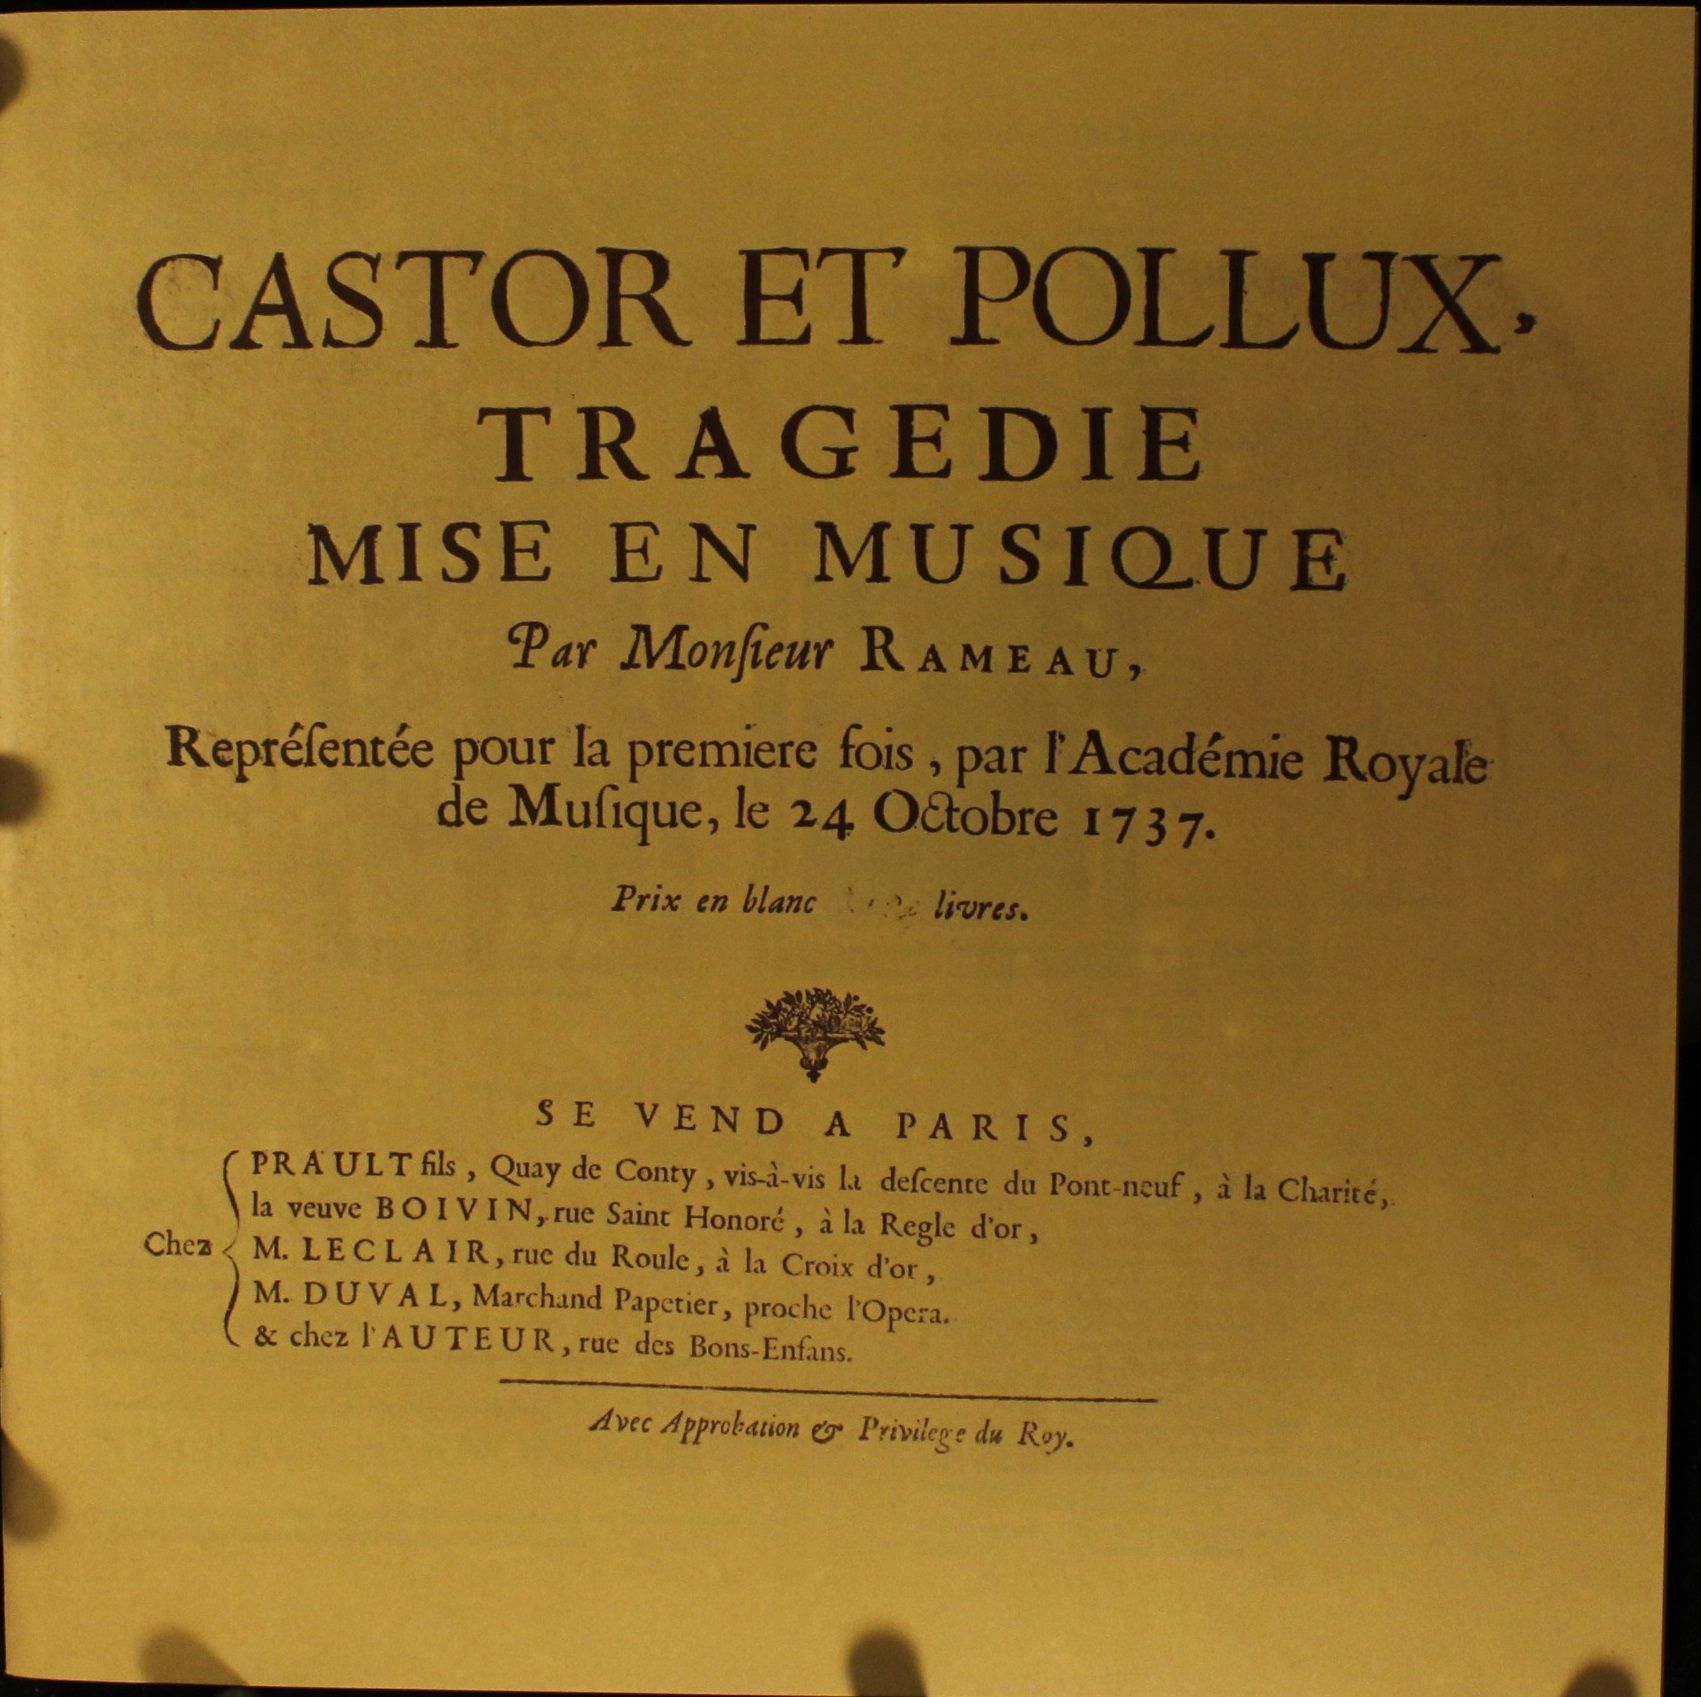 CASTOR ET POLLUX,
TRAGEDIE
MISE EN MUSIQUE
Par Monſieur RAMEAU,
Repréſentée pour la premiere fois, par l'Académie Royale
de Muſique, le 24 Octobre 1737.
Prix en blanc livres.
SE VEND A PARIS,
PRAULT fils, Quay de Conty, vis-à-vis la deſcente du Pont-neuf, à la Charité,
la veuve BOIVIN, rue Saint Honoré, à la Regle d'or,
Chez M. LECLAIR, rue du Roule, à la Croix d'or,
M. DUVAL, Marchand Papetier, proche l'Opera.
& chez l'AUTEUR, rue des Bons-Enfans.
Avec Approbation & Privilege du Roy.